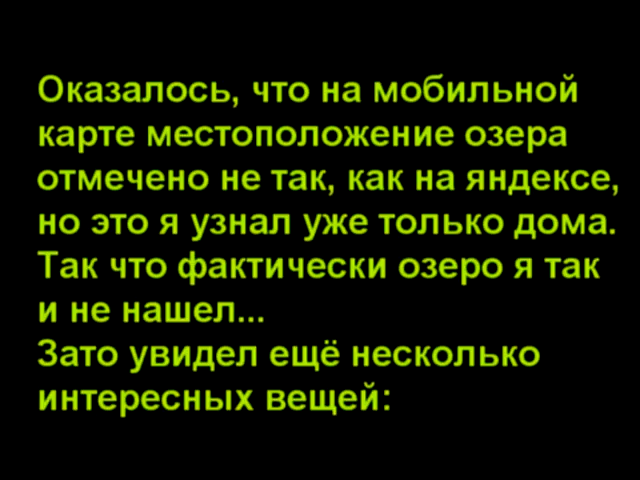 Оказалось, что на мобильной
карте местоположение озера
отмечено не так, как на яндексе,
но это я узнал уже только дома.
Так что фактически озеро я так
и не нашел...
Зато увидел ещё несколько
интересных вещей: